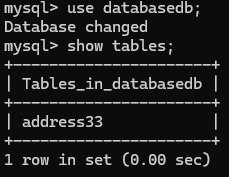 mysql> use databasedb;
Database changed
mysql> show tables;
+----------------------+
| Tables_in_databasedb |
+----------------------+
| address33            |
+----------------------+
1 row in set (0.00 sec)